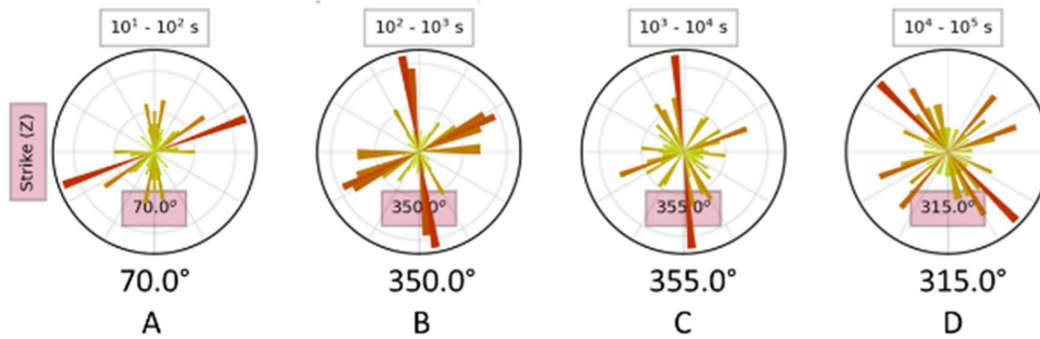 10¹ - 10² s 10² - 10³ s 10³ - 10⁴ s 10⁴ - 10⁵ s
Strike (Z)
70.0° 350.0° 355.0° 315.0°
70.0° 350.0° 355.0° 315.0°
A B C D